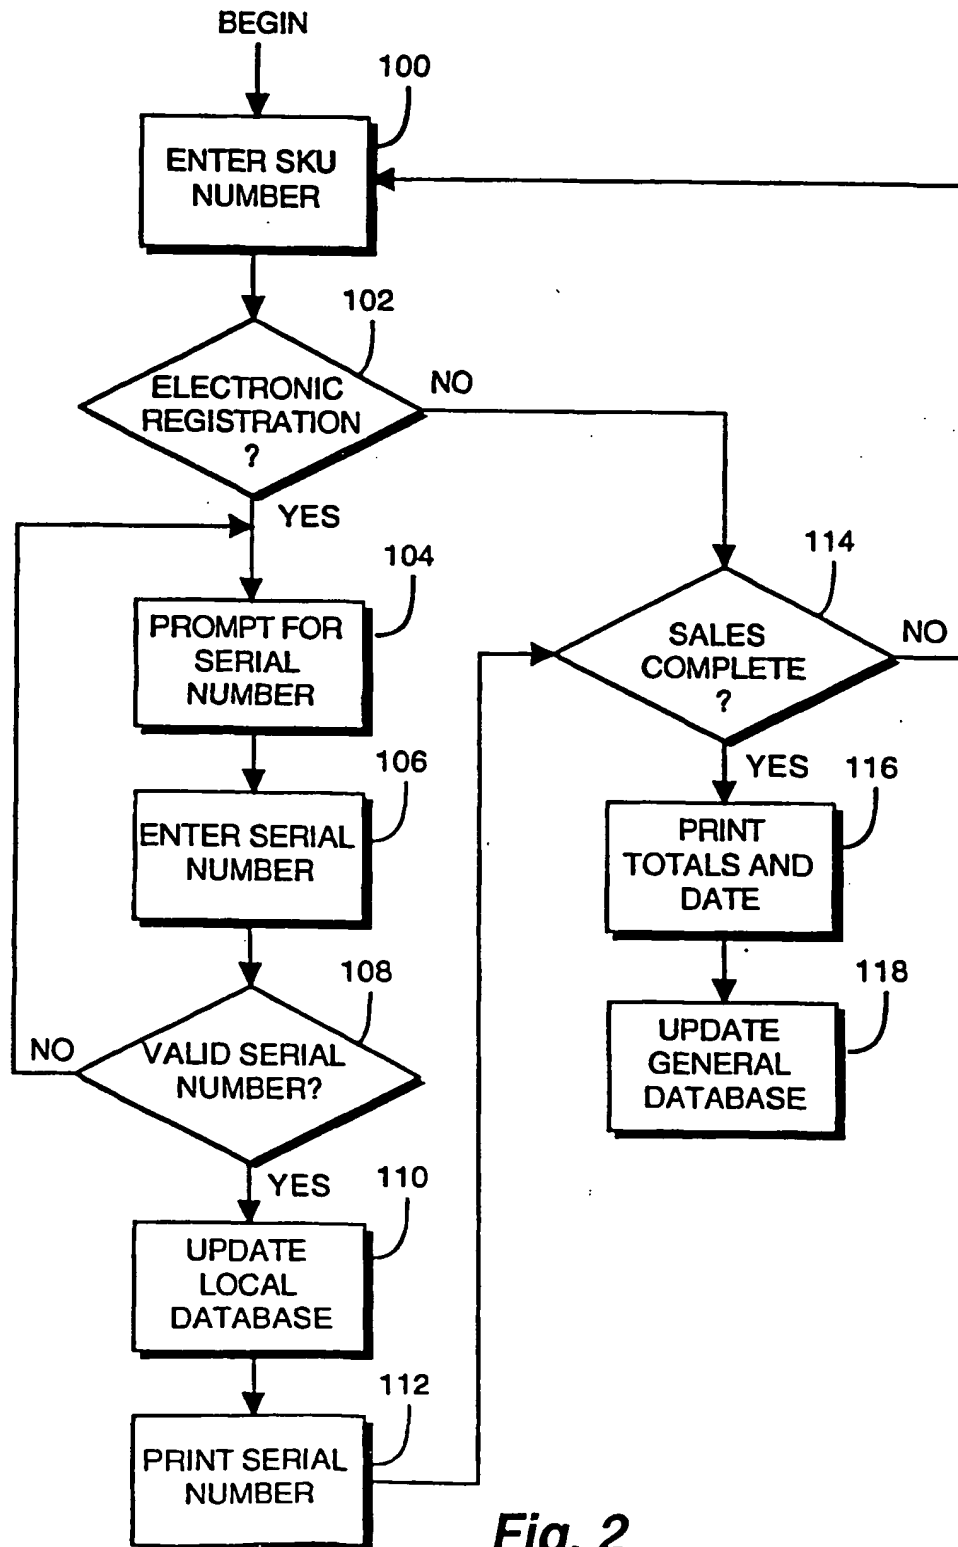 BEGIN
100
ENTER SKU
NUMBER
102
ELECTRONIC
REGISTRATION
?
NO
YES
104
PROMPT FOR
SERIAL
NUMBER
106
ENTER SERIAL
NUMBER
108
VALID SERIAL
NUMBER?
NO
YES
110
UPDATE
LOCAL
DATABASE
112
PRINT SERIAL
NUMBER
114
SALES
COMPLETE
?
NO
YES
116
PRINT
TOTALS AND
DATE
118
UPDATE
GENERAL
DATABASE
Fig. 2